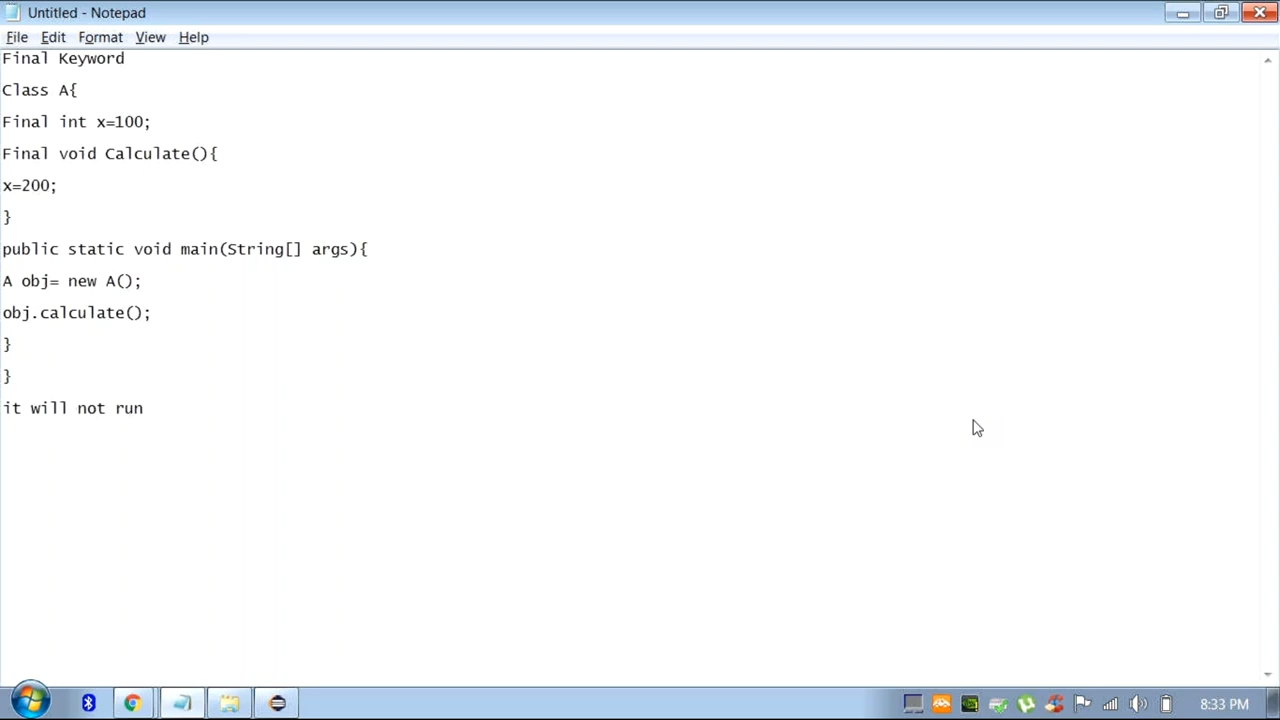 Untitled - Notepad
File Edit Format View Help
Final Keyword
Class A{
Final int x=100;
Final void Calculate(){
x=200;
}
public static void main(String[] args){
A obj= new A();
obj.calculate();
}
}
it will not run
8:33 PM